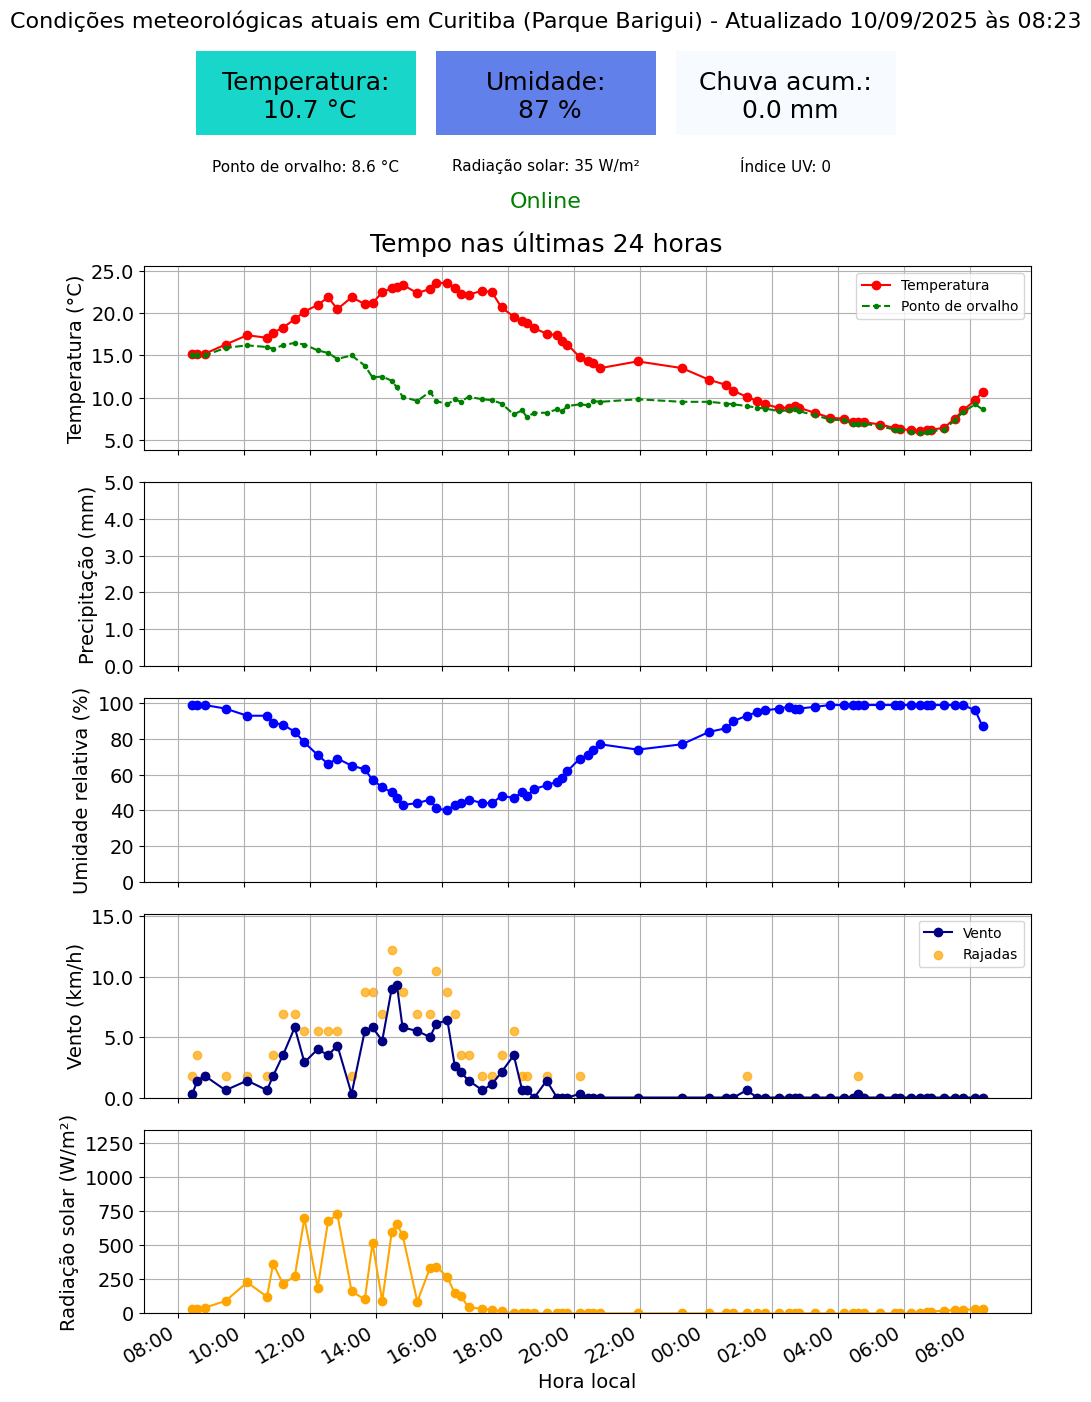 Condições meteorológicas atuais em Curitiba (Parque Barigui) - Atualizado 10/09/2025 às 08:23
Temperatura:
10.7 °C
Umidade:
87 %
Chuva acum.:
0.0 mm
Ponto de orvalho: 8.6 °C
Radiação solar: 35 W/m²
Índice UV: 0
Online
Tempo nas últimas 24 horas
Temperatura (°C)
25.0
20.0
15.0
10.0
5.0
Temperatura
Ponto de orvalho
Precipitação (mm)
5.0
4.0
3.0
2.0
1.0
0.0
Umidade relativa (%)
100
80
60
40
20
0
Vento (km/h)
15.0
10.0
5.0
0.0
Vento
Rajadas
Radiação solar (W/m²)
1250
1000
750
500
250
0
08:00
10:00
12:00
14:00
16:00
18:00
20:00
22:00
00:00
02:00
04:00
06:00
08:00
Hora local